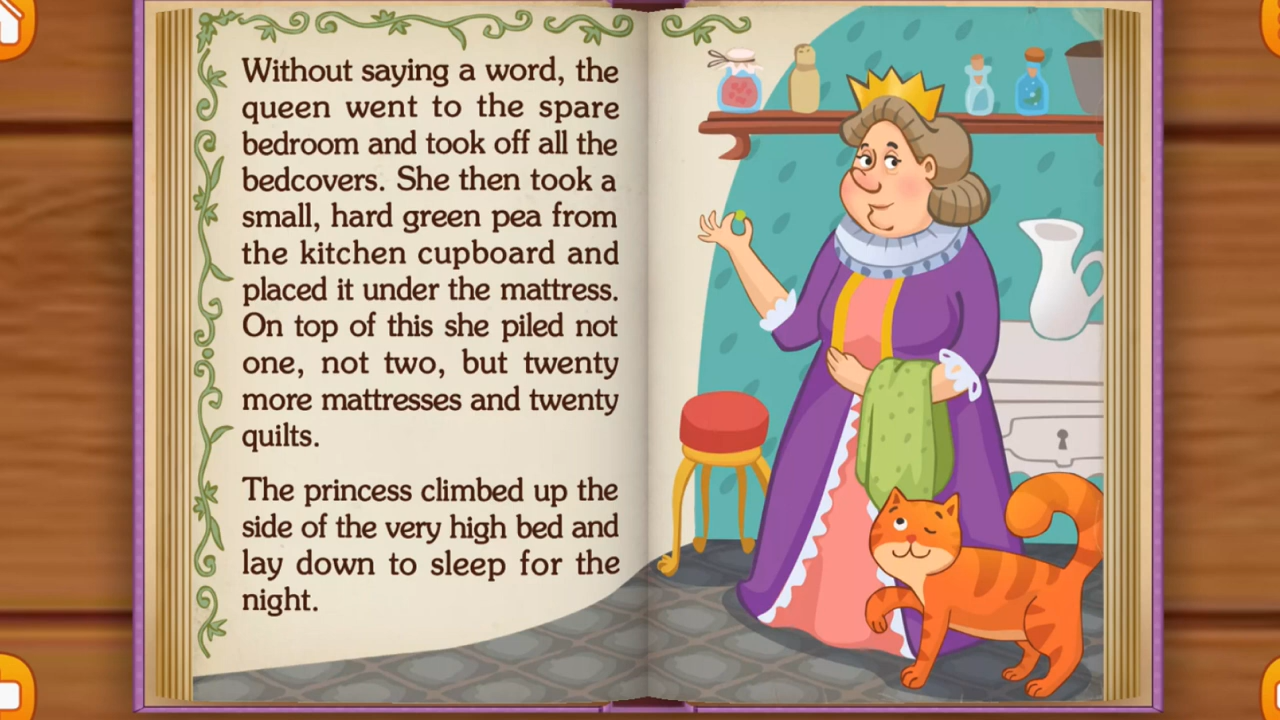 Without saying a word, the
queen went to the spare
bedroom and took off all the
bedcovers. She then took a
small, hard green pea from
the kitchen cupboard and
placed it under the mattress.
On top of this she piled not
one, not two, but twenty
more mattresses and twenty
quilts.
The princess climbed up the
side of the very high bed and
lay down to sleep for the
night.